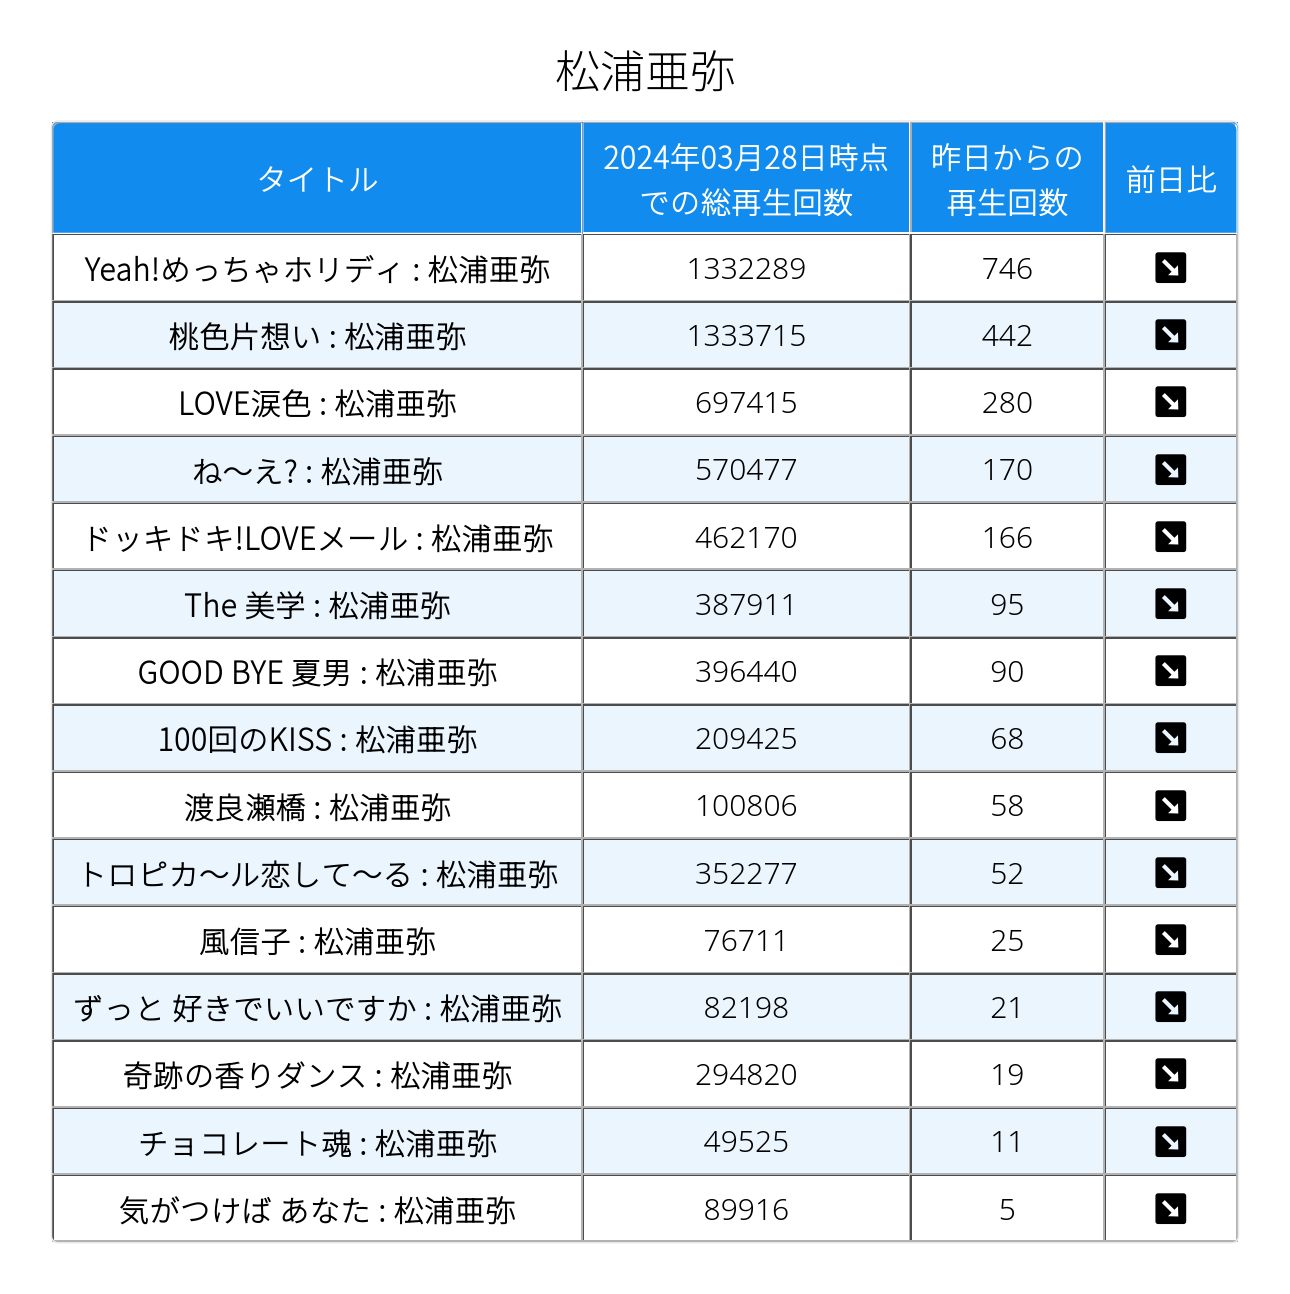 松浦亜弥
タイトル
2024年03月28日時点
での総再生回数
昨日からの
再生回数
前日比
Yeah!めっちゃホリディ : 松浦亜弥 1332289 746
桃色片想い : 松浦亜弥 1333715 442
LOVE涙色 : 松浦亜弥 697415 280
ね～え? : 松浦亜弥 570477 170
ドッキドキ!LOVEメール : 松浦亜弥 462170 166
The 美学 : 松浦亜弥 387911 95
GOOD BYE 夏男 : 松浦亜弥 396440 90
100回のKISS : 松浦亜弥 209425 68
渡良瀬橋 : 松浦亜弥 100806 58
トロピカ～ル恋して～る : 松浦亜弥 352277 52
風信子 : 松浦亜弥 76711 25
ずっと 好きでいいですか : 松浦亜弥 82198 21
奇跡の香りダンス : 松浦亜弥 294820 19
チョコレート魂 : 松浦亜弥 49525 11
気がつけば あなた : 松浦亜弥 89916 5